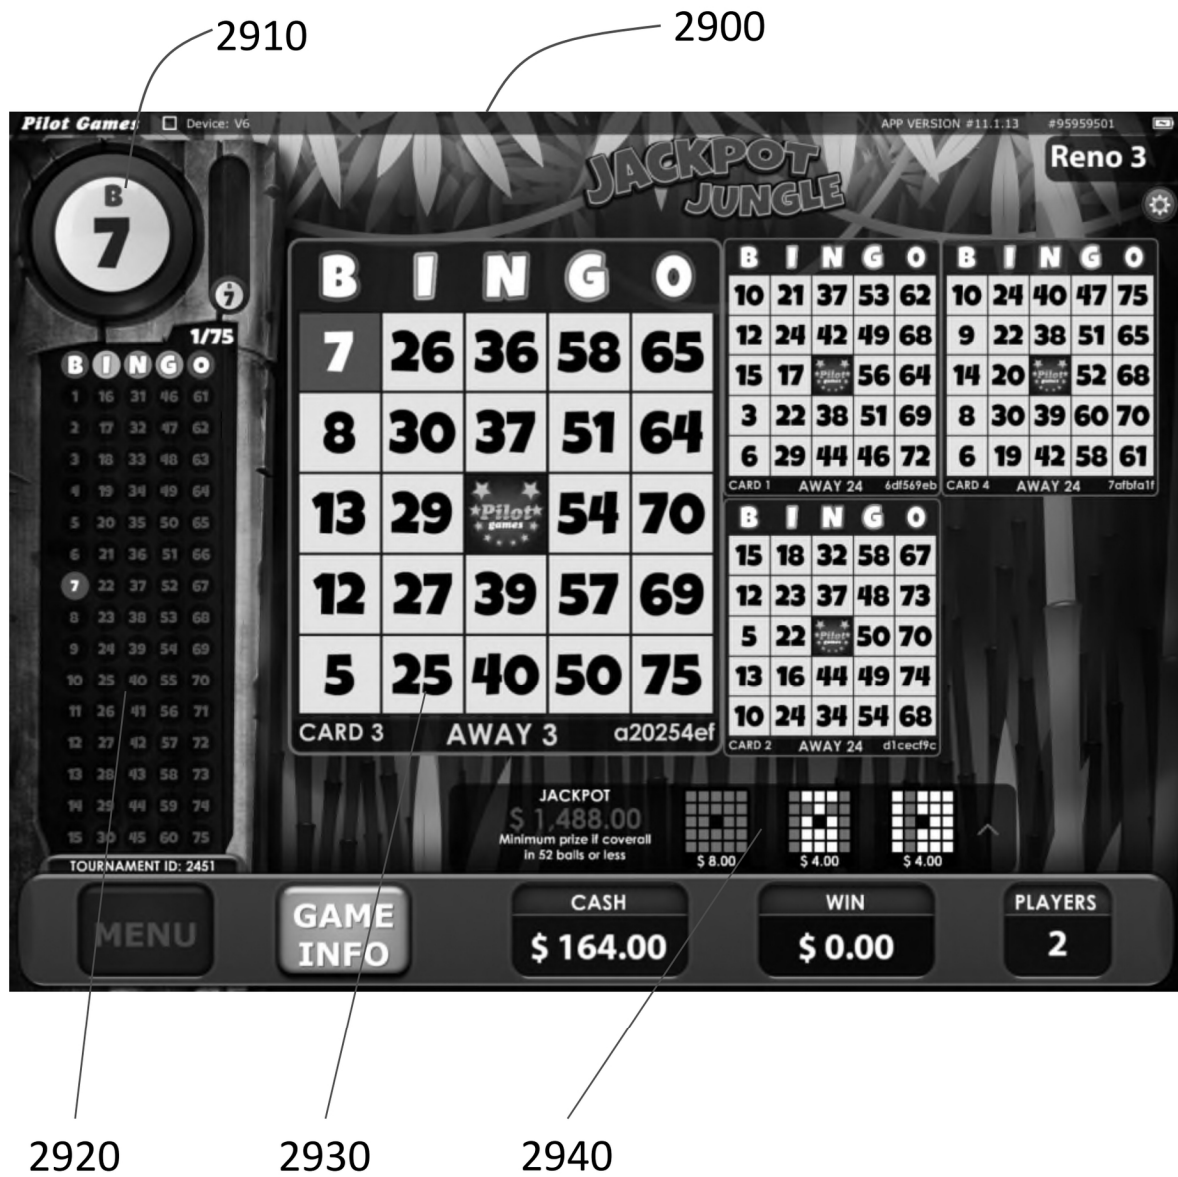 2910
2900
Pilot Games Device: V6 APP VERSION #11.1.13 #95959501
JACKPOT
JUNGLE
Reno 3
B
7
7
1/75
B I N G O
1 16 31 46 61
2 17 32 47 62
3 18 33 48 63
4 19 34 49 64
5 20 35 50 65
6 21 36 51 66
7 22 37 52 67
8 23 38 53 68
9 24 39 54 69
10 25 40 55 70
11 26 41 56 71
12 27 42 57 72
13 28 43 58 73
14 29 44 59 74
15 30 45 60 75
TOURNAMENT ID: 2451
B I N G O
7 26 36 58 65
8 30 37 51 64
13 29 Pilot games 54 70
12 27 39 57 69
5 25 40 50 75
CARD 3 AWAY 3 a20254ef
B I N G O
10 21 37 53 62
12 24 42 49 68
15 17 Pilot games 56 64
3 22 38 51 69
6 29 44 46 72
CARD 1 AWAY 24 6df569eb
B I N G O
10 24 40 47 75
9 22 38 51 65
14 20 Pilot games 52 68
8 30 39 60 70
6 19 42 58 61
CARD 4 AWAY 24 7afbfa1f
B I N G O
15 18 32 58 67
12 23 37 48 73
5 22 Pilot games 50 70
13 16 44 49 74
10 24 34 54 68
CARD 2 AWAY 24 d1cecf9c
JACKPOT
$ 1,488.00
Minimum prize if coverall
in 52 balls or less
$ 8.00 $ 4.00 $ 4.00
MENU
GAME
INFO
CASH
$ 164.00
WIN
$ 0.00
PLAYERS
2
2920 2930 2940